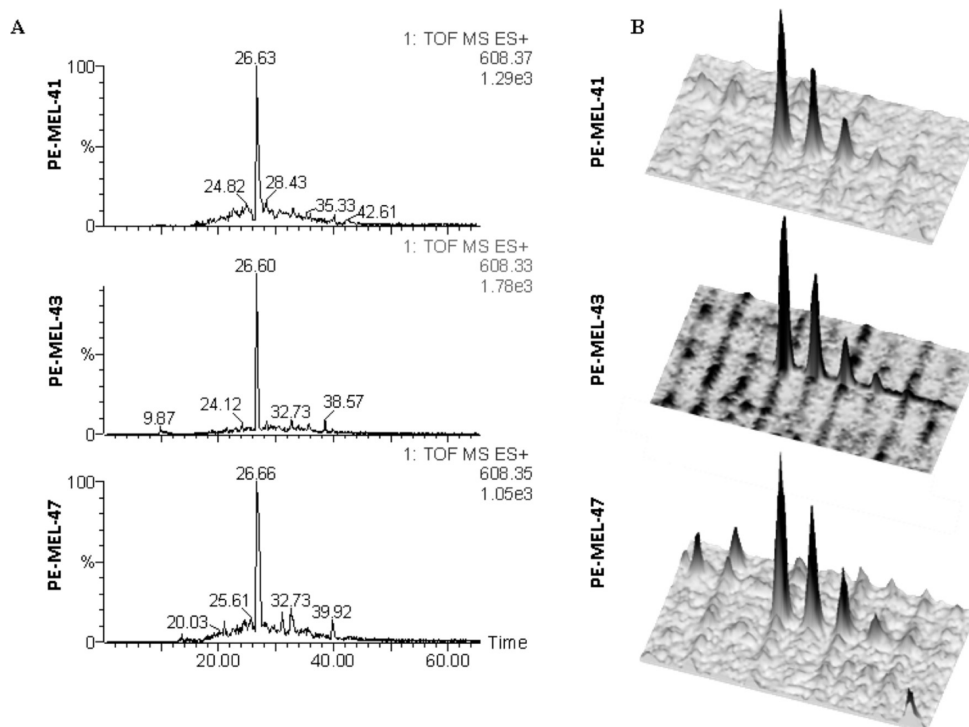 A
B
PE-MEL-41
1: TOF MS ES+
608.37
1.29e3
26.63
100
%
0
24.82
28.43
35.33
42.61
PE-MEL-41
PE-MEL-43
1: TOF MS ES+
608.33
1.78e3
26.60
%
0
9.87
24.12
32.73
38.57
PE-MEL-43
PE-MEL-47
1: TOF MS ES+
608.35
1.05e3
26.66
100
%
0
20.03
25.61
32.73
39.92
Time
20.00
40.00
60.00
PE-MEL-47